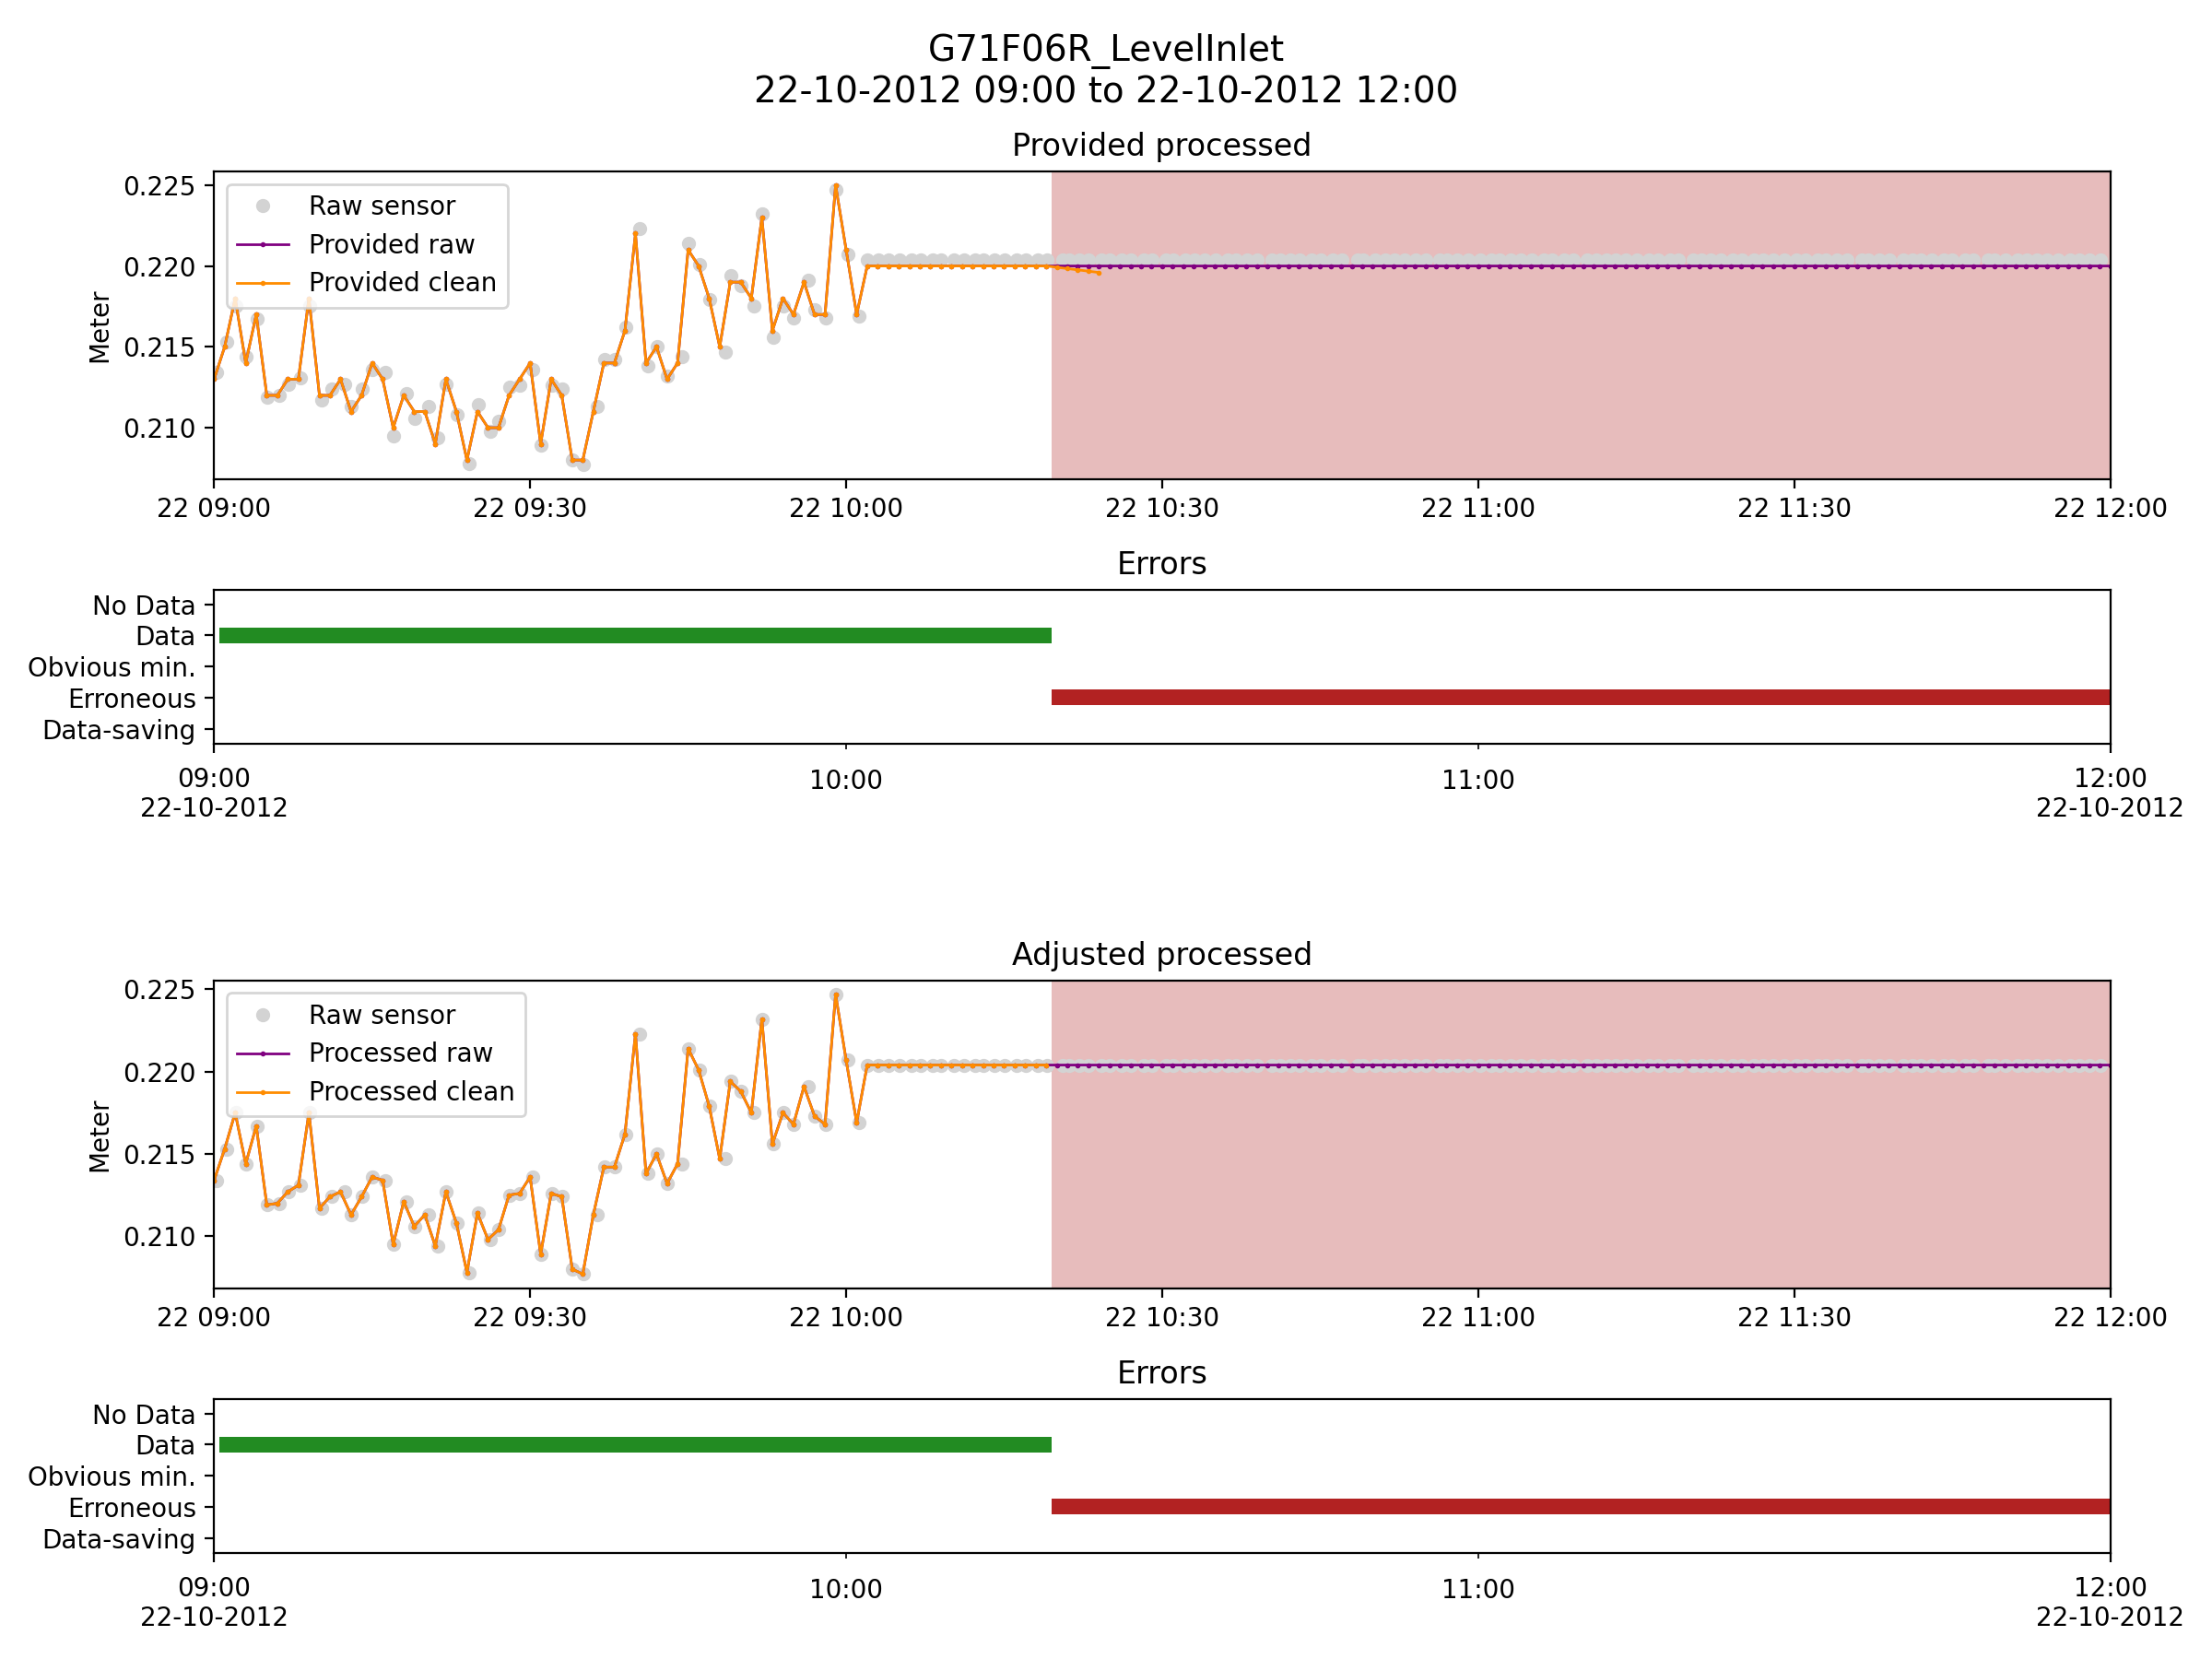 G71F06R_LevelInlet
22-10-2012 09:00 to 22-10-2012 12:00
Provided processed
Meter
0.225
0.220
0.215
0.210
Raw sensor
Provided raw
Provided clean
22 09:00 22 09:30 22 10:00 22 10:30 22 11:00 22 11:30 22 12:00
Errors
No Data
Data
Obvious min.
Erroneous
Data-saving
09:00 10:00 11:00 12:00
22-10-2012 22-10-2012
Adjusted processed
Meter
0.225
0.220
0.215
0.210
Raw sensor
Processed raw
Processed clean
22 09:00 22 09:30 22 10:00 22 10:30 22 11:00 22 11:30 22 12:00
Errors
No Data
Data
Obvious min.
Erroneous
Data-saving
09:00 10:00 11:00 12:00
22-10-2012 22-10-2012